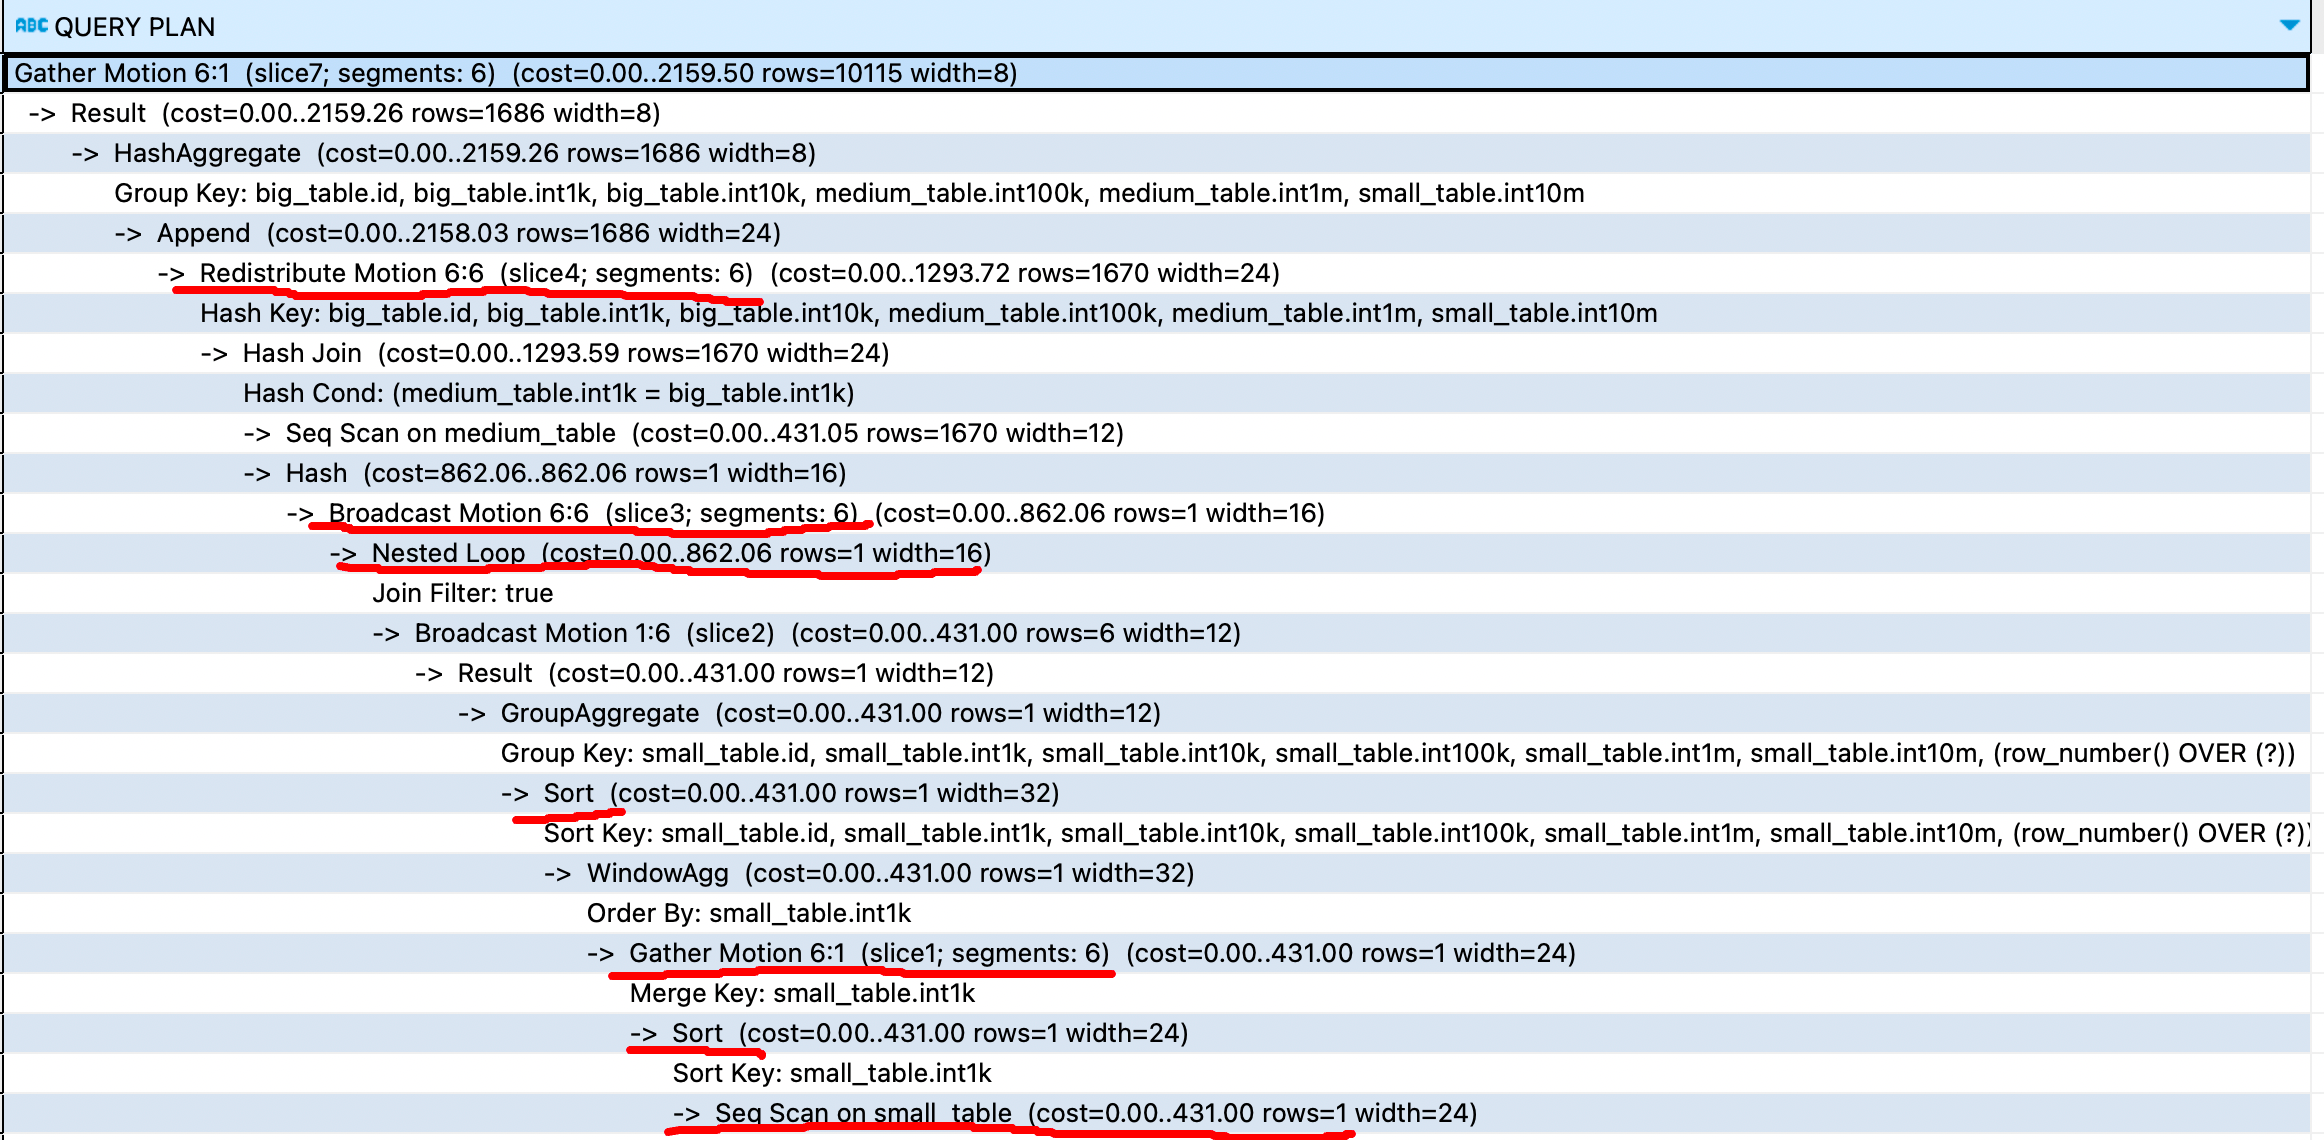 ABC QUERY PLAN
Gather Motion 6:1 (slice7; segments: 6) (cost=0.00..2159.50 rows=10115 width=8)
-> Result (cost=0.00..2159.26 rows=1686 width=8)
-> HashAggregate (cost=0.00..2159.26 rows=1686 width=8)
Group Key: big_table.id, big_table.int1k, big_table.int10k, medium_table.int100k, medium_table.int1m, small_table.int10m
-> Append (cost=0.00..2158.03 rows=1686 width=24)
-> Redistribute Motion 6:6 (slice4; segments: 6) (cost=0.00..1293.72 rows=1670 width=24)
Hash Key: big_table.id, big_table.int1k, big_table.int10k, medium_table.int100k, medium_table.int1m, small_table.int10m
-> Hash Join (cost=0.00..1293.59 rows=1670 width=24)
Hash Cond: (medium_table.int1k = big_table.int1k)
-> Seq Scan on medium_table (cost=0.00..431.05 rows=1670 width=12)
-> Hash (cost=862.06..862.06 rows=1 width=16)
-> Broadcast Motion 6:6 (slice3; segments: 6) (cost=0.00..862.06 rows=1 width=16)
-> Nested Loop (cost=0.00..862.06 rows=1 width=16)
Join Filter: true
-> Broadcast Motion 1:6 (slice2) (cost=0.00..431.00 rows=6 width=12)
-> Result (cost=0.00..431.00 rows=1 width=12)
-> GroupAggregate (cost=0.00..431.00 rows=1 width=12)
Group Key: small_table.id, small_table.int1k, small_table.int10k, small_table.int100k, small_table.int1m, small_table.int10m, (row_number() OVER (?))
-> Sort (cost=0.00..431.00 rows=1 width=32)
Sort Key: small_table.id, small_table.int1k, small_table.int10k, small_table.int100k, small_table.int1m, small_table.int10m, (row_number() OVER (?))
-> WindowAgg (cost=0.00..431.00 rows=1 width=32)
Order By: small_table.int1k
-> Gather Motion 6:1 (slice1; segments: 6) (cost=0.00..431.00 rows=1 width=24)
Merge Key: small_table.int1k
-> Sort (cost=0.00..431.00 rows=1 width=24)
Sort Key: small_table.int1k
-> Seq Scan on small_table (cost=0.00..431.00 rows=1 width=24)